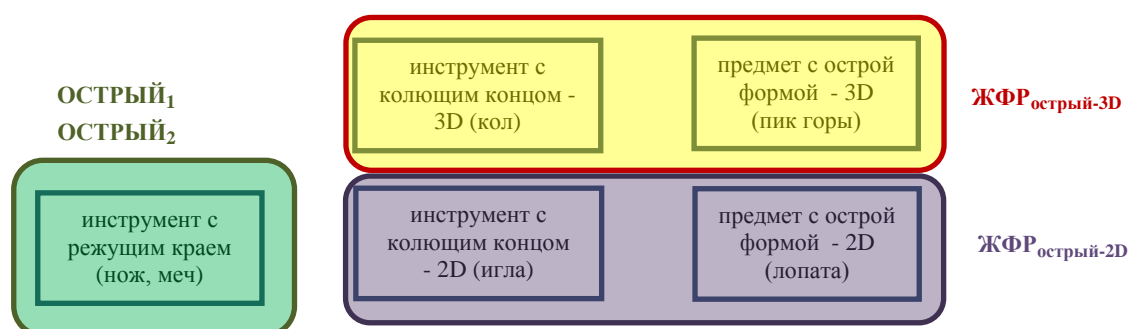 ОСТРЫЙ1
ОСТРЫЙ2
инструмент с
колющим концом -
3D (кол)
предмет с острой
формой - 3D
(пик горы)
ЖФРострый-3D
инструмент с
режущим краем
(нож, меч)
инструмент с
колющим концом
- 2D (игла)
предмет с острой
формой - 2D
(лопата)
ЖФРострый-2D